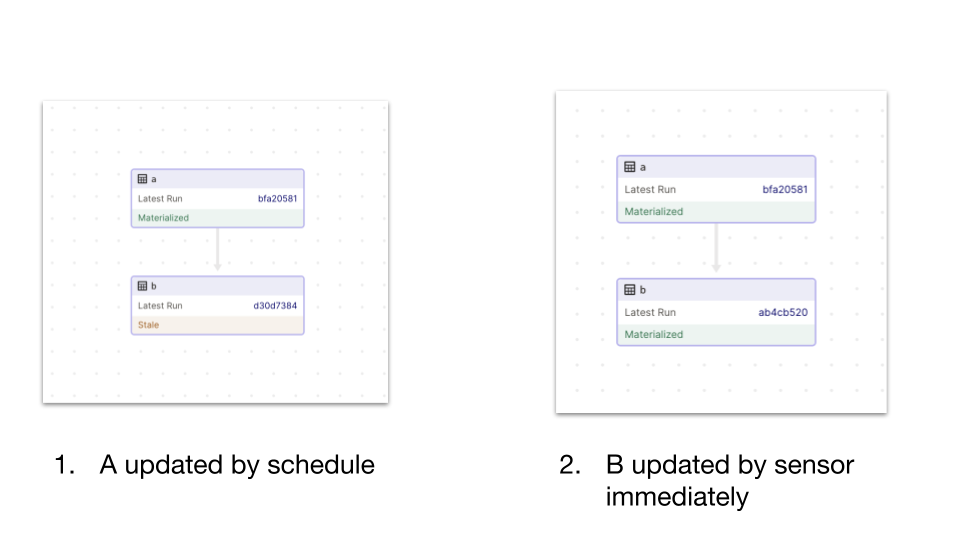 a
Latest Run bfa20581
Materialized
b
Latest Run d30d7384
Stale
1. A updated by schedule
a
Latest Run bfa20581
Materialized
b
Latest Run ab4cb520
Materialized
2. B updated by sensor
immediately